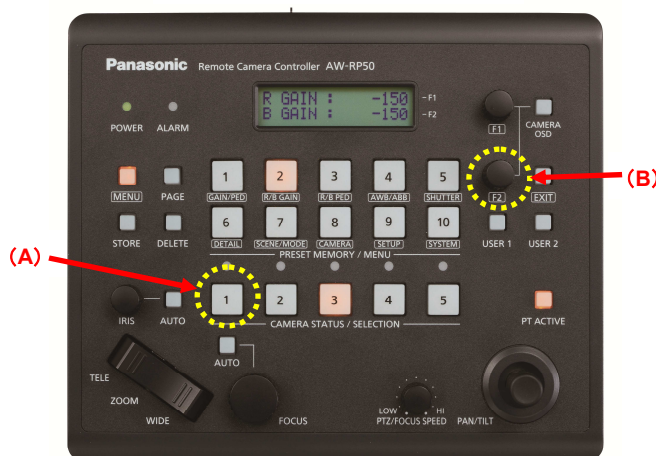 Panasonic Remote Camera Controller AW-RP50
R GAIN : -150 -F1
B GAIN : -150 -F2
POWER ALARM
F1 CAMERA OSD
MENU PAGE
1 2 3 4 5
GAIN/PED R/B GAIN R/B PED AWB/ABB SHUTTER
F2 EXIT
(B)
6 7 8 9 10
STORE DELETE
DETAIL SCENE/MODE CAMERA SETUP SYSTEM
USER 1 USER 2
PRESET MEMORY / MENU
(A)
1 2 3 4 5
IRIS AUTO
CAMERA STATUS / SELECTION
PT ACTIVE
AUTO
TELE
ZOOM
WIDE
FOCUS
LOW HI
PTZ/FOCUS SPEED
PAN/TILT